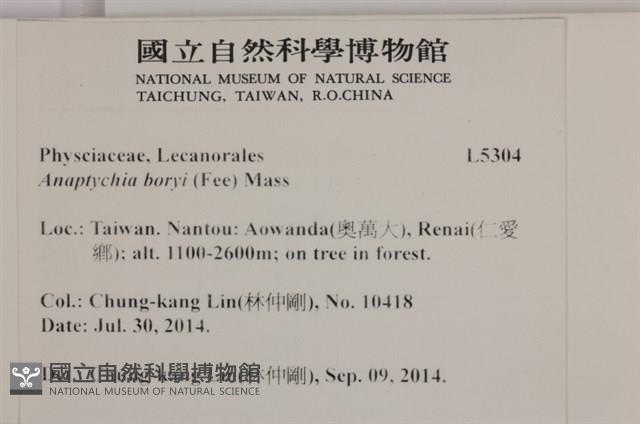 國立自然科學博物館
NATIONAL MUSEUM OF NATURAL SCIENCE
TAICHUNG, TAIWAN, R.O.CHINA
Physciaceae, Lecanorales L5304
Anaptychia boryi (Fee) Mass
Loc.: Taiwan. Nantou: Aowanda(奧萬大), Renai(仁愛
鄉); alt. 1100-2600m; on tree in forest.
Col.: Chung-kang Lin(林仲剛), No. 10418
Date: Jul. 30, 2014.
林仲剛), Sep. 09, 2014.
國立自然科學博物館
NATIONAL MUSEUM OF NATURAL SCIENCE